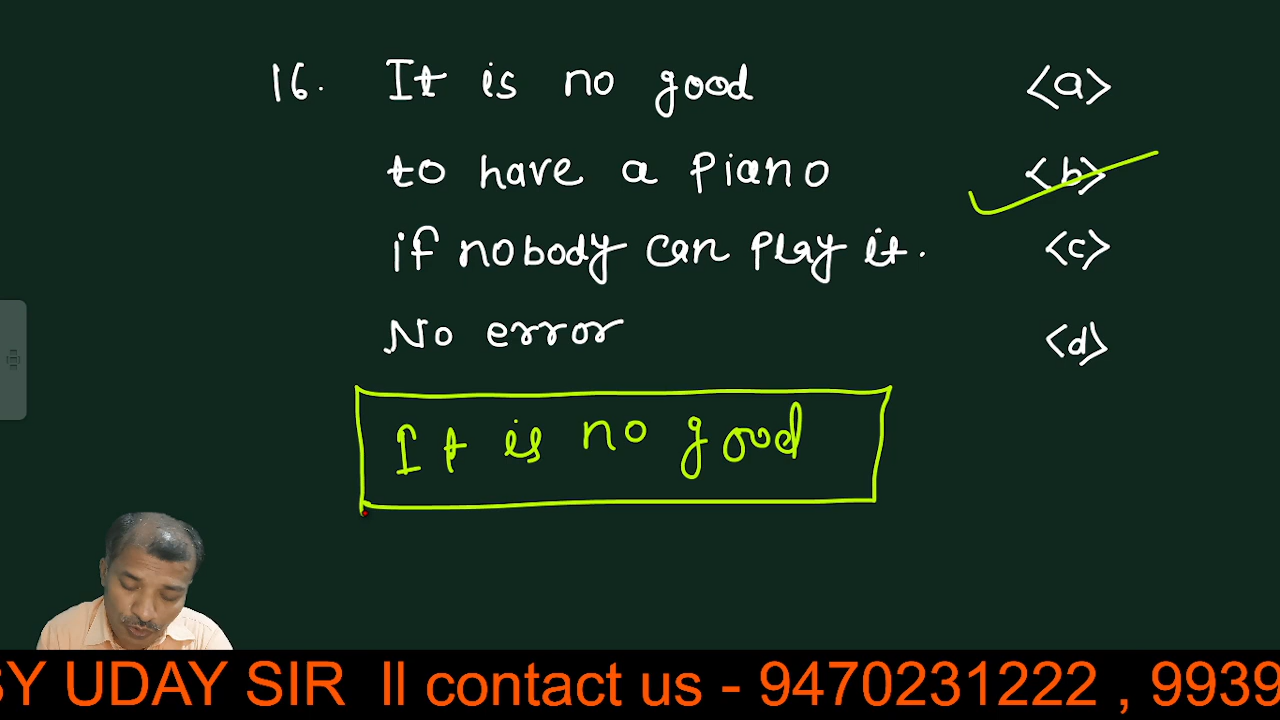 16. It is no good <a>
to have a piano <b>
if nobody can play it. <c>
No error <d>
It is no good
BY UDAY SIR ll contact us - 9470231222 , 9939